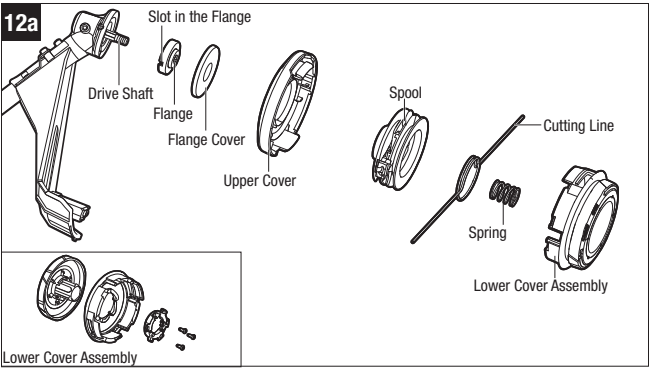 12a
Slot in the Flange
Drive Shaft
Flange
Flange Cover
Upper Cover
Spool
Cutting Line
Spring
Lower Cover Assembly
Lower Cover Assembly